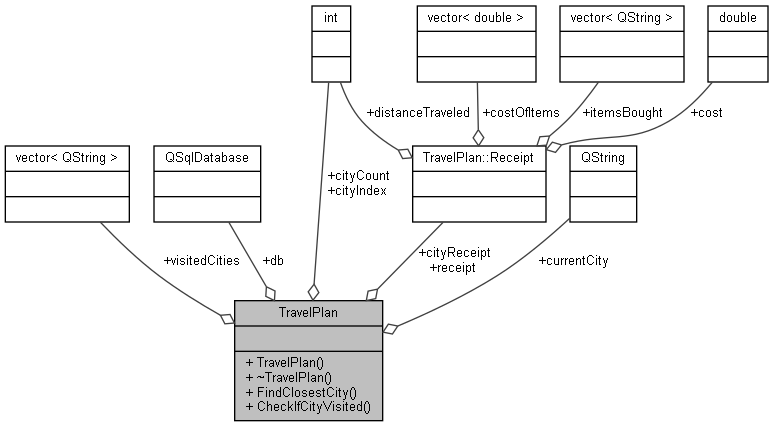 int
vector< double >
vector< QString >
double
+distanceTraveled
+costOfItems
+itemsBought
+cost
vector< QString >
QSqlDatabase
+cityCount
+cityIndex
TravelPlan::Receipt
QString
+visitedCities
+db
+cityReceipt
+receipt
+currentCity
TravelPlan
+ TravelPlan()
+ ~TravelPlan()
+ FindClosestCity()
+ CheckIfCityVisited()